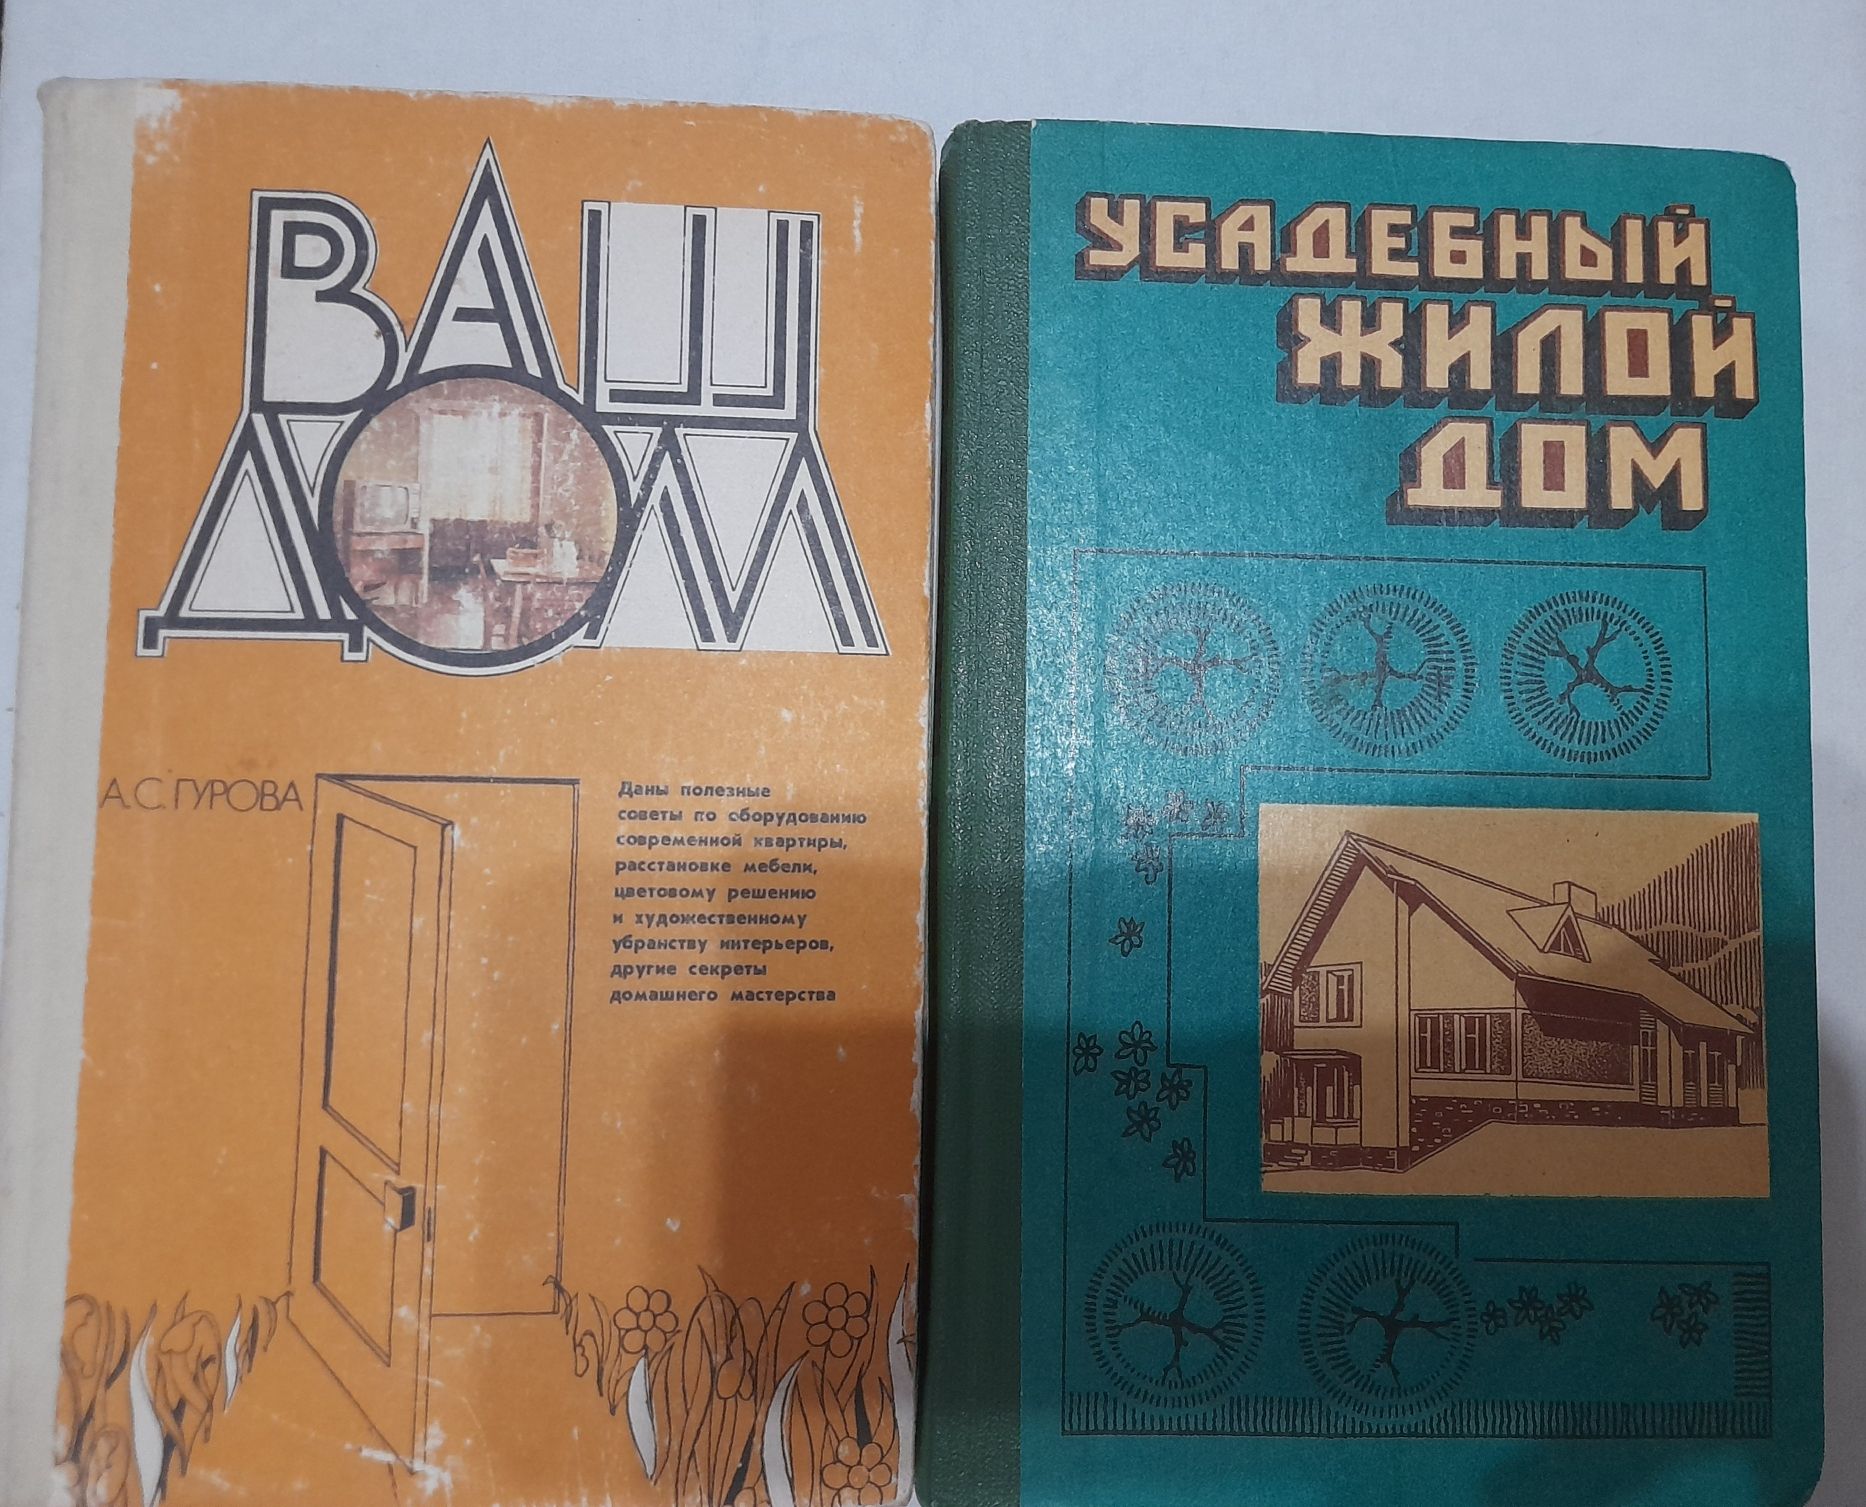 ВАШ
ДОМ
А.С.ГУРОВА
Даны полезные
советы по оборудованию
современной квартиры,
расстановке мебели,
цветовому решению
и художественному
убранству интерьеров,
другие секреты
домашнего мастерства
УСАДЕБНЫЙ
ЖИЛОЙ
ДОМ